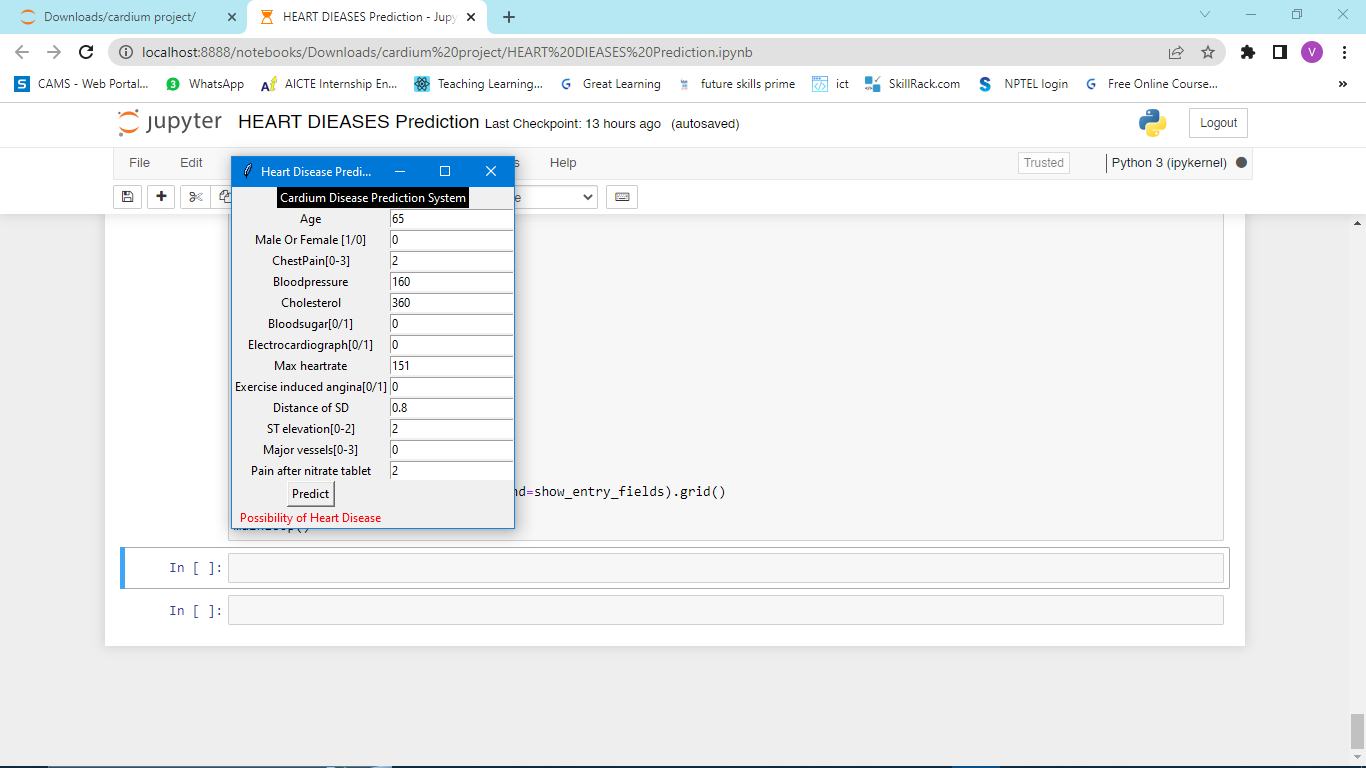 Downloads/cardium project/
HEART DIEASES Prediction - Jupy
localhost:8888/notebooks/Downloads/cardium%20project/HEART%20DIEASES%20Prediction.ipynb
V
S CAMS - Web Portal... 3 WhatsApp AICTE Internship En... Teaching Learning... G Great Learning future skills prime ict SkillRack.com S NPTEL login G Free Online Course... »
jupyter HEART DIEASES Prediction Last Checkpoint: 13 hours ago (autosaved)
Logout
File Edit Help Trusted Python 3 (ipykernel)
Heart Disease Predi...
Cardium Disease Prediction System
Age 65
Male Or Female [1/0] 0
ChestPain[0-3] 2
Bloodpressure 160
Cholesterol 360
Bloodsugar[0/1] 0
Electrocardiograph[0/1] 0
Max heartrate 151
Exercise induced angina[0/1] 0
Distance of SD 0.8
ST elevation[0-2] 2
Major vessels[0-3] 0
Pain after nitrate tablet 2
Predict
nd=show_entry_fields).grid()
Possibility of Heart Disease
In [ ]:
In [ ]: